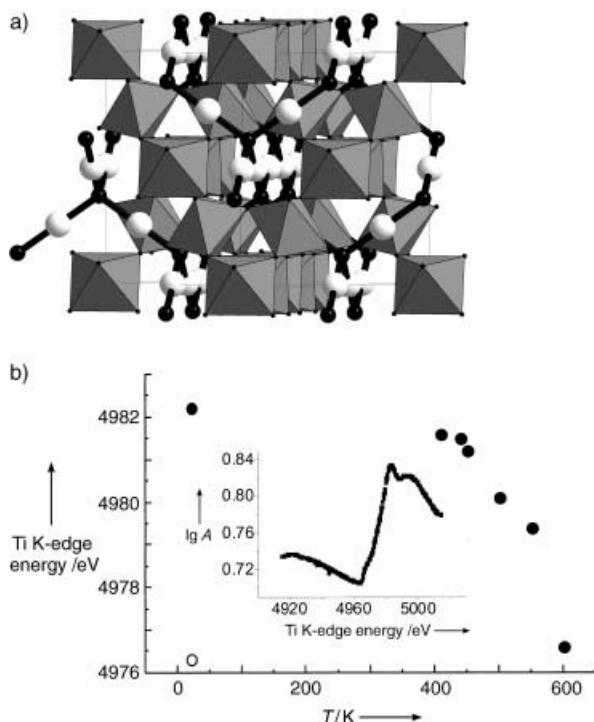 a)
b)
4982
4980
4978
4976
Ti K-edge
energy /eV
0.84
0.80
0.76
0.72
lg A
4920
4960
5000
Ti K-edge energy /eV
0
200
400
600
T / K